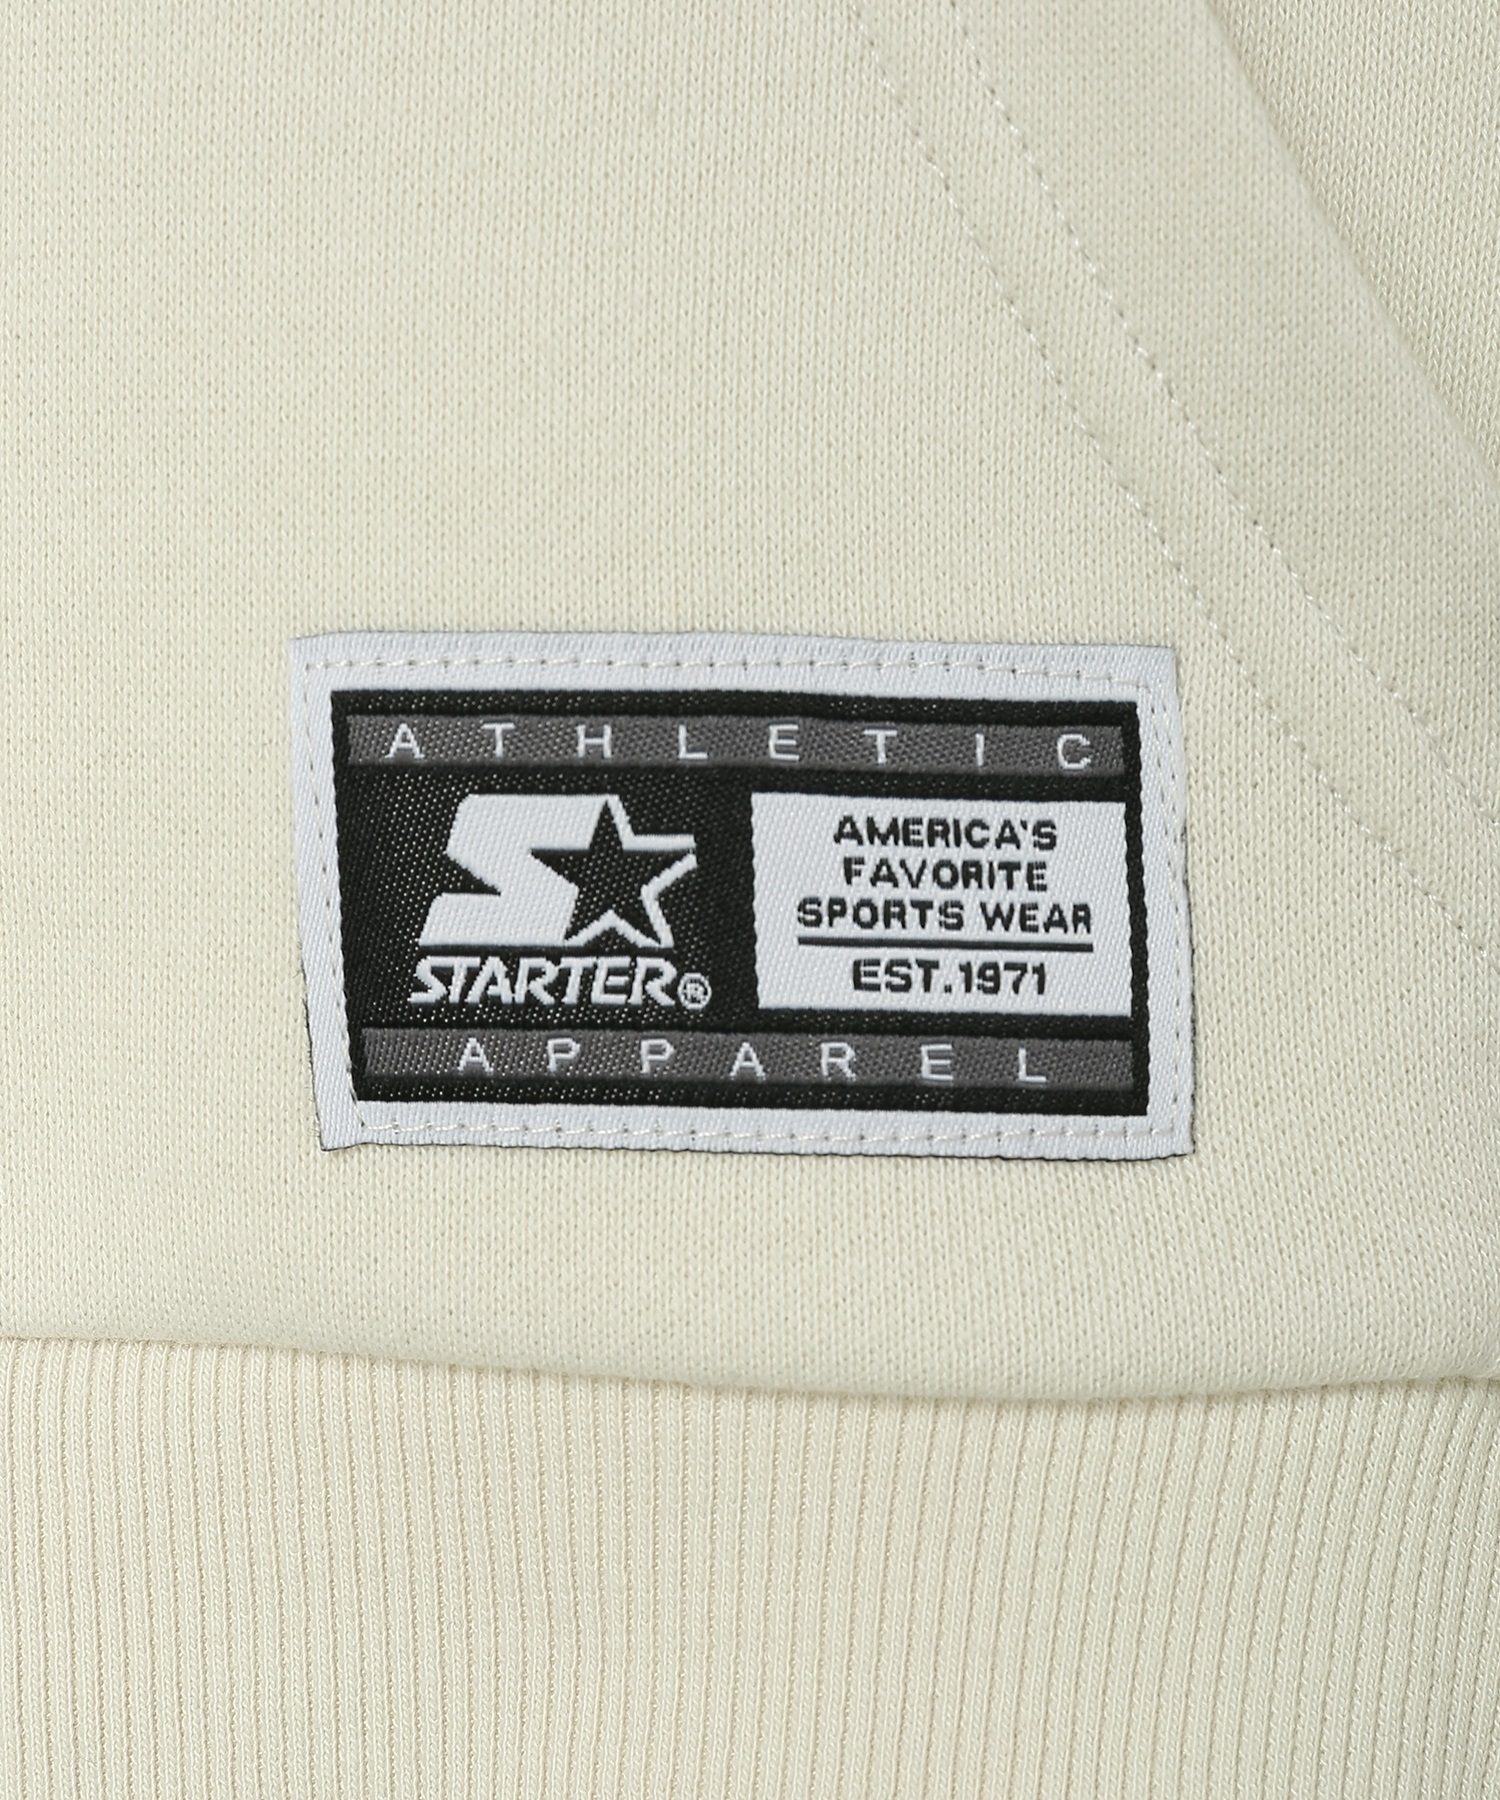 ATHLETIC
STARTER®
AMERICA'S
FAVORITE
SPORTS WEAR
EST.1971
APPAREL